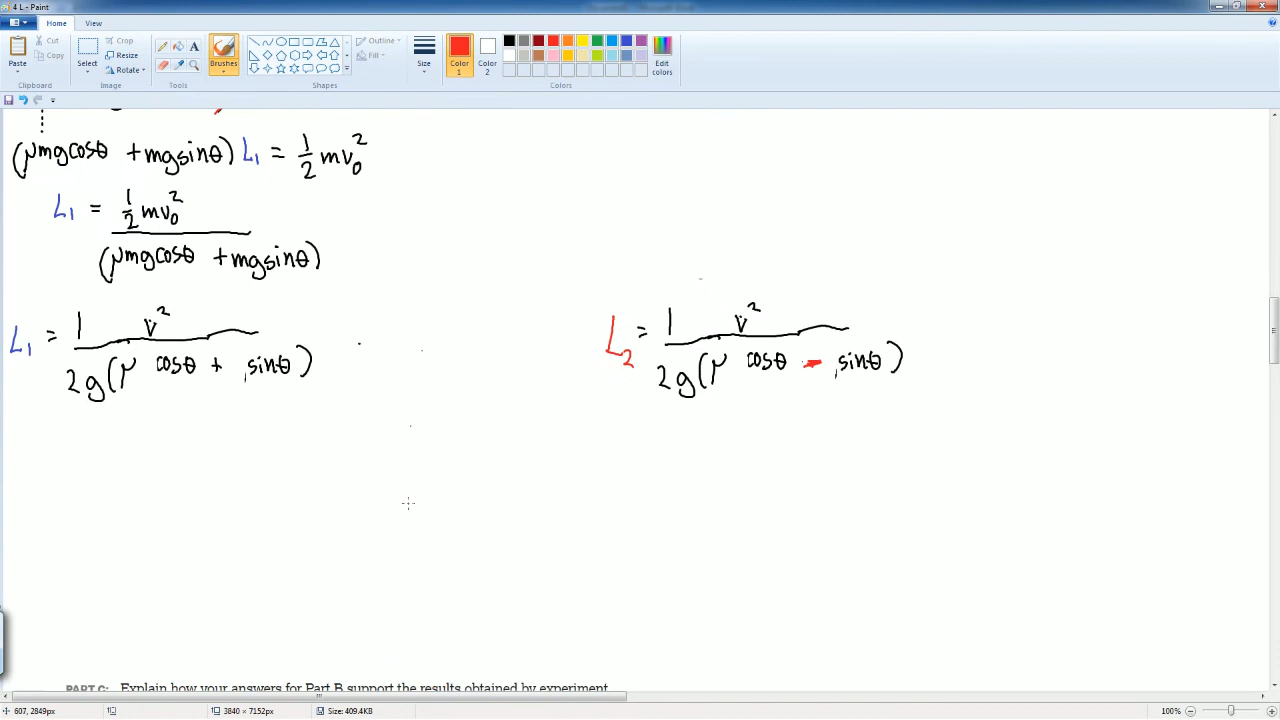 4 L - Paint
Home View
Paste Cut Copy
Clipboard
Select Crop Resize Rotate
Image
A
Tools
Brushes
Outline Fill
Shapes
Size
Color 1 Color 2 Edit colors
Colors
(μmgcosθ +mgsinθ) L₁ = 1/2 mv₀²
L₁ = 1/2 mv₀²
(μmgcosθ +mgsinθ)
L₁ = 1 v²
2g(μ cosθ + sinθ)
L₂ = 1 v²
2g(μ cosθ - sinθ)
PART C: Explain how your answers for Part B support the results obtained by experiment
607, 2849px 3840 × 7152px Size: 409.4KB 100%